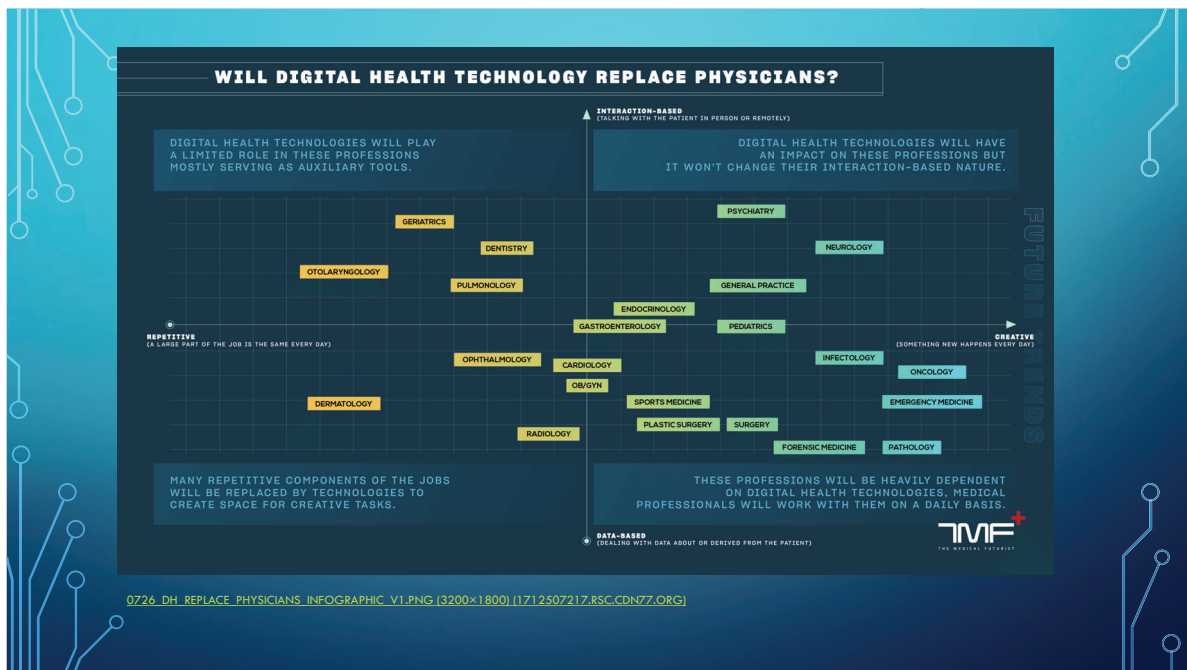 WILL DIGITAL HEALTH TECHNOLOGY REPLACE PHYSICIANS?
INTERACTION-BASED
(TALKING WITH THE PATIENT IN PERSON OR REMOTELY)
DIGITAL HEALTH TECHNOLOGIES WILL PLAY
A LIMITED ROLE IN THESE PROFESSIONS
MOSTLY SERVING AS AUXILIARY TOOLS.
DIGITAL HEALTH TECHNOLOGIES WILL HAVE
AN IMPACT ON THESE PROFESSIONS BUT
IT WON'T CHANGE THEIR INTERACTION-BASED NATURE.
PSYCHIATRY
GERIATRICS
DENTISTRY
NEUROLOGY
OTOLARYNGOLOGY
PULMONOLOGY
GENERAL PRACTICE
ENDOCRINOLOGY
GASTROENTEROLOGY
PEDIATRICS
REPETITIVE
(A LARGE PART OF THE JOB IS THE SAME EVERY DAY)
CREATIVE
(SOMETHING NEW HAPPENS EVERY DAY)
FUTURE TRENDS
OPHTHALMOLOGY
CARDIOLOGY
INFECTOLOGY
ONCOLOGY
OB/GYN
DERMATOLOGY
SPORTS MEDICINE
EMERGENCY MEDICINE
PLASTIC SURGERY
SURGERY
RADIOLOGY
FORENSIC MEDICINE
PATHOLOGY
MANY REPETITIVE COMPONENTS OF THE JOBS
WILL BE REPLACED BY TECHNOLOGIES TO
CREATE SPACE FOR CREATIVE TASKS.
THESE PROFESSIONS WILL BE HEAVILY DEPENDENT
ON DIGITAL HEALTH TECHNOLOGIES, MEDICAL
PROFESSIONALS WILL WORK WITH THEM ON A DAILY BASIS.
DATA-BASED
(DEALING WITH DATA ABOUT OR DERIVED FROM THE PATIENT)
TMF+
THE MEDICAL FUTURIST
0726_DH_REPLACE_PHYSICIANS_INFOGRAPHIC_V1.PNG (3200×1800) (1712507217.RSC.CDN77.ORG)